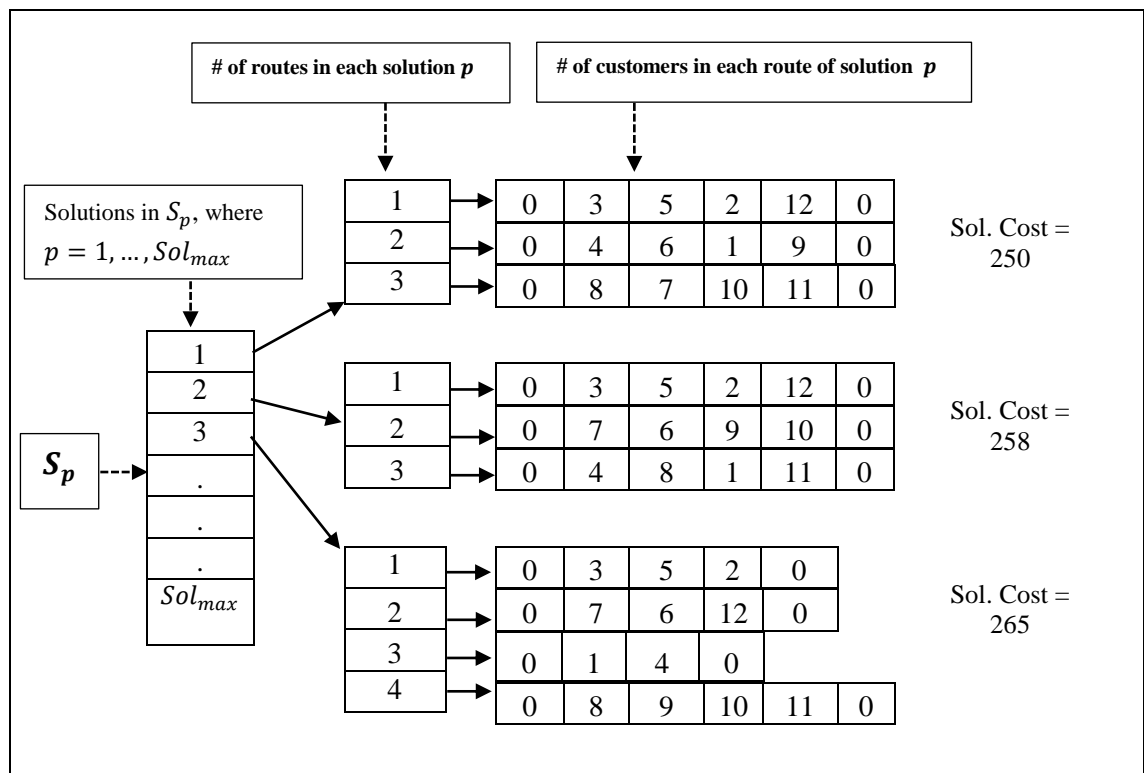 # of routes in each solution p
# of customers in each route of solution p
Solutions in S_p, where
p = 1, … , Sol_max
1
2
3
.
.
.
Sol_max
S_p
1
2
3
0 3 5 2 12 0
0 4 6 1 9 0
0 8 7 10 11 0
Sol. Cost =
250
1
2
3
0 3 5 2 12 0
0 7 6 9 10 0
0 4 8 1 11 0
Sol. Cost =
258
1
2
3
4
0 3 5 2 0
0 7 6 12 0
0 1 4 0
0 8 9 10 11 0
Sol. Cost =
265